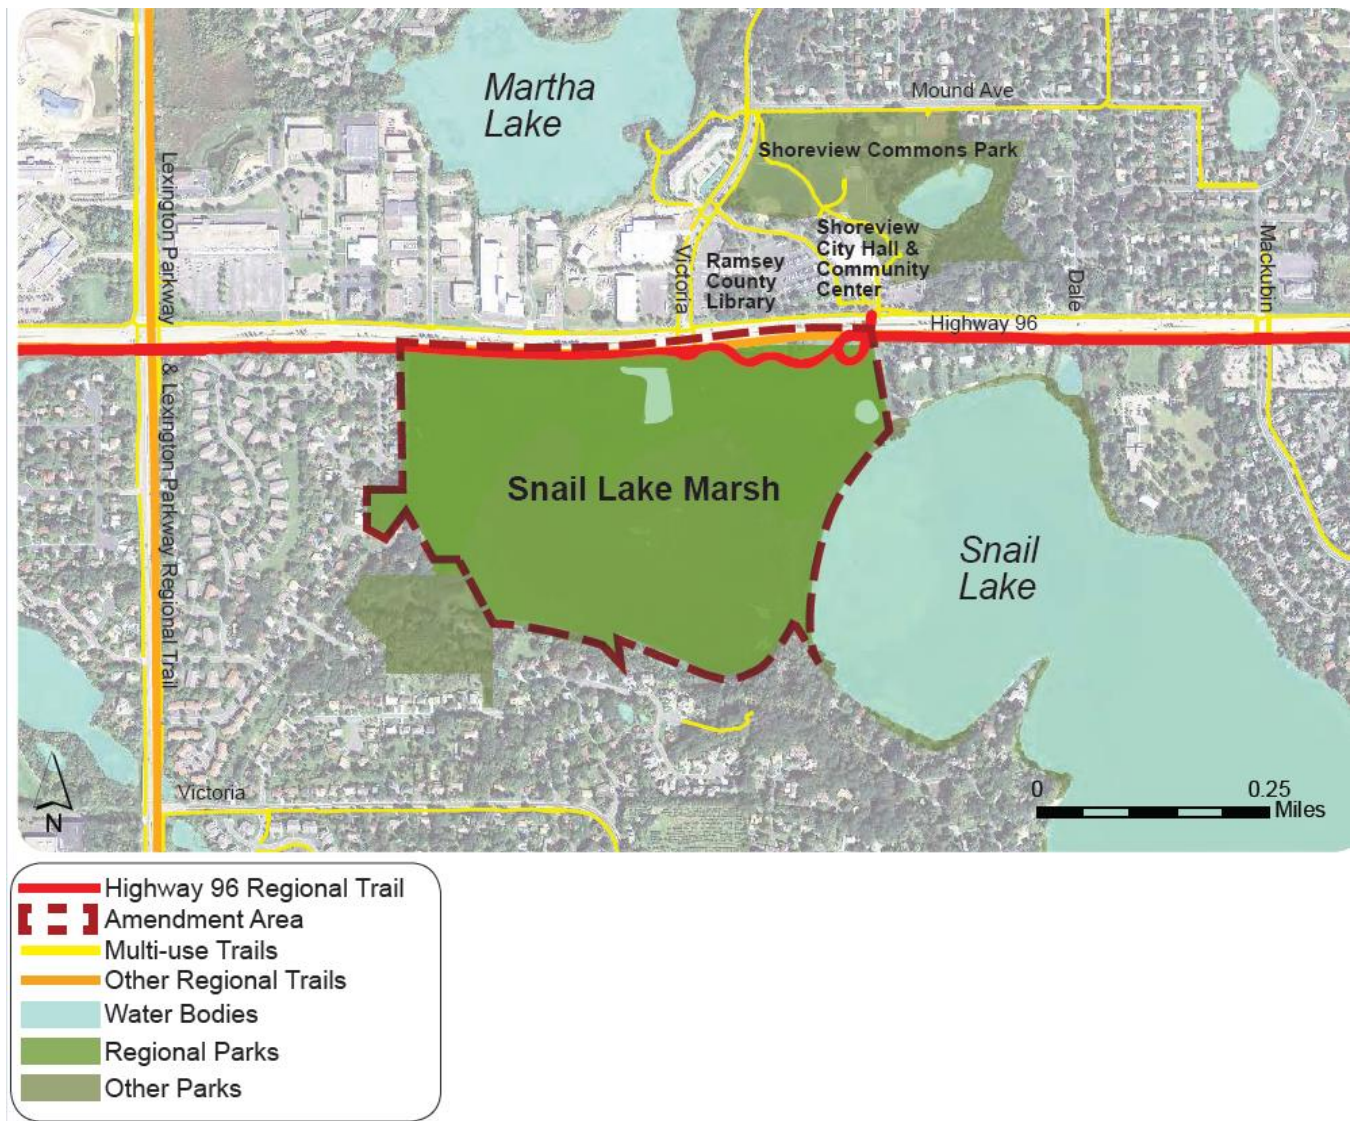 Martha
Lake
Mound Ave
Shoreview Commons Park
Lexington Parkway
& Lexington Parkway Regional Trail
Victoria
Ramsey
County
Library
Shoreview
City Hall &
Community
Center
Dale
Mackubin
Highway 96
Snail Lake Marsh
Snail
Lake
Victoria
N
0 0.25
Miles
Highway 96 Regional Trail
Amendment Area
Multi-use Trails
Other Regional Trails
Water Bodies
Regional Parks
Other Parks